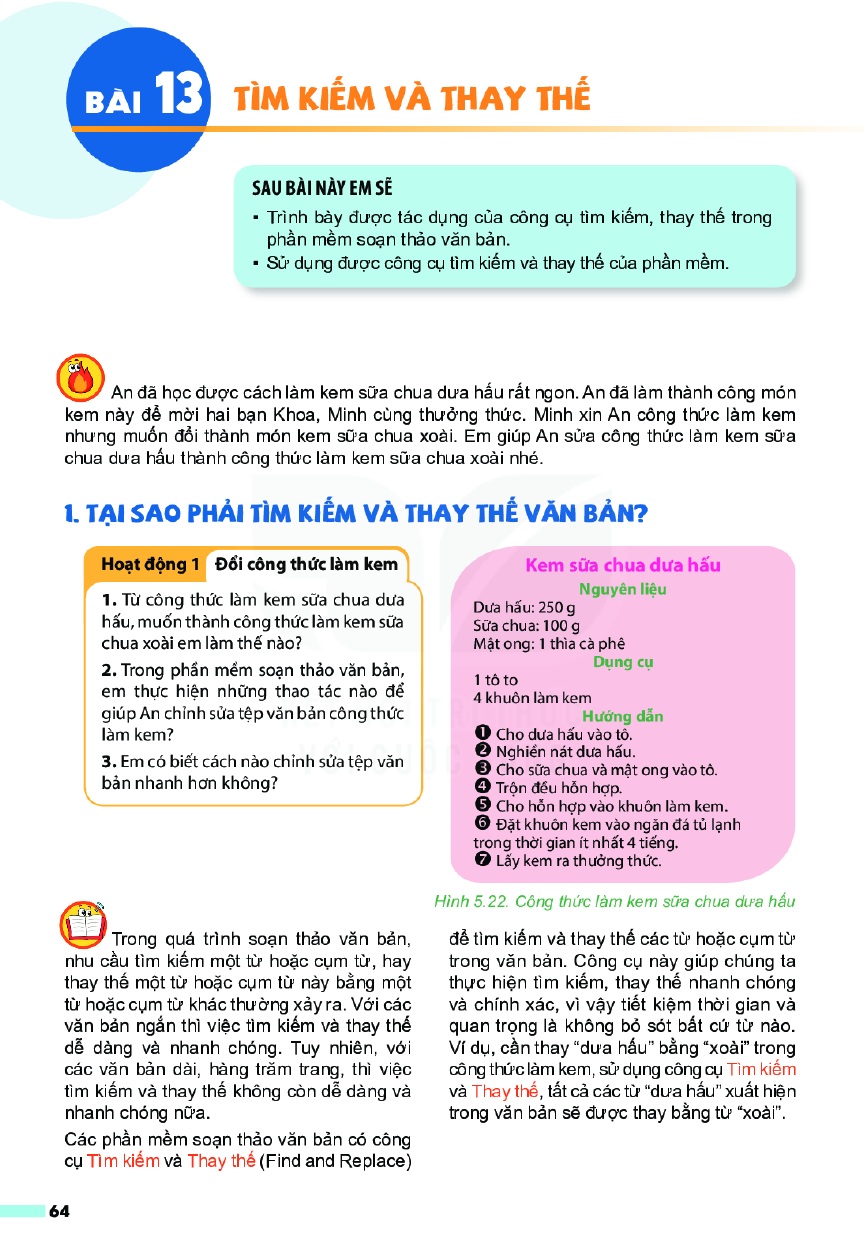 BÀI 13
TÌM KIẾM VÀ THAY THẾ
SAU BÀI NÀY EM SẼ
▪ Trình bày được tác dụng của công cụ tìm kiếm, thay thế trong
phần mềm soạn thảo văn bản.
▪ Sử dụng được công cụ tìm kiếm và thay thế của phần mềm.
An đã học được cách làm kem sữa chua dưa hấu rất ngon. An đã làm thành công món
kem này để mời hai bạn Khoa, Minh cùng thưởng thức. Minh xin An công thức làm kem
nhưng muốn đổi thành món kem sữa chua xoài. Em giúp An sửa công thức làm kem sữa
chua dưa hấu thành công thức làm kem sữa chua xoài nhé.
1. TẠI SAO PHẢI TÌM KIẾM VÀ THAY THẾ VĂN BẢN?
Hoạt động 1 Đổi công thức làm kem
1. Từ công thức làm kem sữa chua dưa
hấu, muốn thành công thức làm kem sữa
chua xoài em làm thế nào?
2. Trong phần mềm soạn thảo văn bản,
em thực hiện những thao tác nào để
giúp An chỉnh sửa tệp văn bản công thức
làm kem?
3. Em có biết cách nào chỉnh sửa tệp văn
bản nhanh hơn không?
Kem sữa chua dưa hấu
Nguyên liệu
Dưa hấu: 250 g
Sữa chua: 100 g
Mật ong: 1 thìa cà phê
Dụng cụ
1 tô to
4 khuôn làm kem
Hướng dẫn
❶ Cho dưa hấu vào tô.
❷ Nghiền nát dưa hấu.
❸ Cho sữa chua và mật ong vào tô.
❹ Trộn đều hỗn hợp.
❺ Cho hỗn hợp vào khuôn làm kem.
❻ Đặt khuôn kem vào ngăn đá tủ lạnh
trong thời gian ít nhất 4 tiếng.
❼ Lấy kem ra thưởng thức.
Hình 5.22. Công thức làm kem sữa chua dưa hấu
Trong quá trình soạn thảo văn bản,
nhu cầu tìm kiếm một từ hoặc cụm từ, hay
thay thế một từ hoặc cụm từ này bằng một
từ hoặc cụm từ khác thường xảy ra. Với các
văn bản ngắn thì việc tìm kiếm và thay thế
dễ dàng và nhanh chóng. Tuy nhiên, với
các văn bản dài, hàng trăm trang, thì việc
tìm kiếm và thay thế không còn dễ dàng và
nhanh chóng nữa.
Các phần mềm soạn thảo văn bản có công
cụ Tìm kiếm và Thay thế (Find and Replace)
để tìm kiếm và thay thế các từ hoặc cụm từ
trong văn bản. Công cụ này giúp chúng ta
thực hiện tìm kiếm, thay thế nhanh chóng
và chính xác, vì vậy tiết kiệm thời gian và
quan trọng là không bỏ sót bất cứ từ nào.
Ví dụ, cần thay “dưa hấu” bằng “xoài” trong
công thức làm kem, sử dụng công cụ Tìm kiếm
và Thay thế, tất cả các từ “dưa hấu” xuất hiện
trong văn bản sẽ được thay bằng từ “xoài”.
64